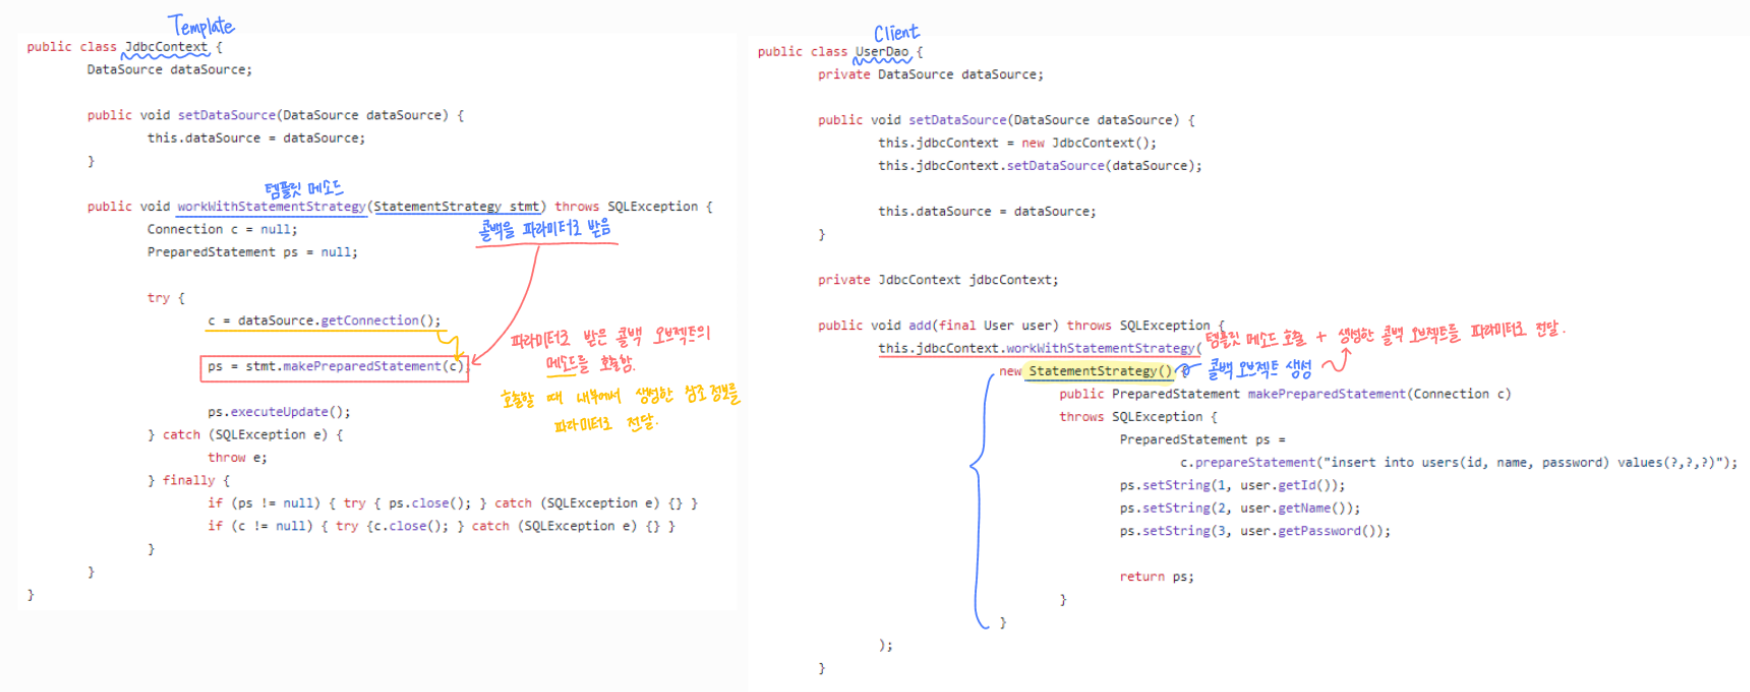 Template
public class JdbcContext {
DataSource dataSource;
public void setDataSource(DataSource dataSource) {
this.dataSource = dataSource;
}
템플릿 메소드
public void workWithStatementStrategy(StatementStrategy stmt) throws SQLException {
Connection c = null;
콜백을 파라미터로 받음
PreparedStatement ps = null;
try {
c = dataSource.getConnection();
파라미터로 받은 콜백 오브젝트의
메소드를 호출함.
ps = stmt.makePreparedStatement(c);
호출할 때 내부에서 생성한 참조 정보를
파라미터로 전달.
ps.executeUpdate();
} catch (SQLException e) {
throw e;
} finally {
if (ps != null) { try { ps.close(); } catch (SQLException e) {} }
if (c != null) { try {c.close(); } catch (SQLException e) {} }
}
}
}
Client
public class UserDao {
private DataSource dataSource;
public void setDataSource(DataSource dataSource) {
this.jdbcContext = new JdbcContext();
this.jdbcContext.setDataSource(dataSource);
this.dataSource = dataSource;
}
private JdbcContext jdbcContext;
public void add(final User user) throws SQLException {
템플릿 메소드 호출 + 생성한 콜백 오브젝트를 파라미터로 전달.
this.jdbcContext.workWithStatementStrategy(
new StatementStrategy() {
콜백 오브젝트 생성
public PreparedStatement makePreparedStatement(Connection c)
throws SQLException {
PreparedStatement ps =
c.prepareStatement("insert into users(id, name, password) values(?,?,?)");
ps.setString(1, user.getId());
ps.setString(2, user.getName());
ps.setString(3, user.getPassword());
return ps;
}
}
);
}